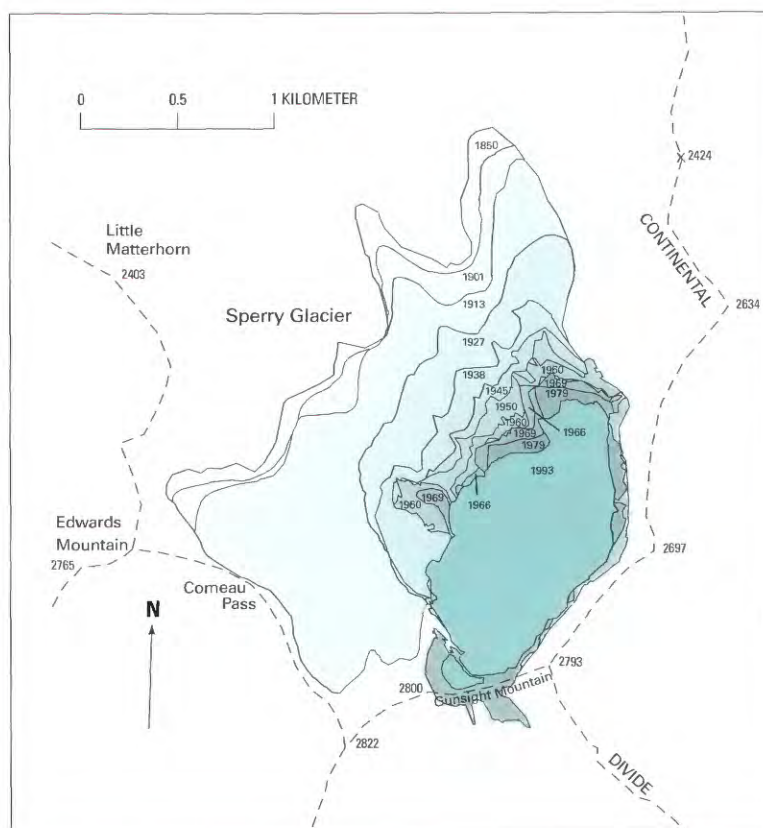 0 0.5 1 KILOMETER
1850
2424
Little
Matterhorn
2403
CONTINENTAL
1901
2634
1913
Sperry Glacier
1927
1938
1960
1969
1979
1945
1950
1960
1969
1966
1979
1993
1960
1969
1966
Edwards
Mountain
2765
2697
Comeau
Pass
N
2793
2800
Gunsight Mountain
2822
DIVIDE